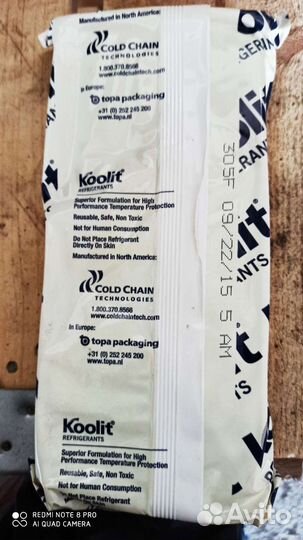 Manufactured in North America:
COLD CHAIN
TECHNOLOGIES
1.800.370.8566
www.coldchaintech.com
In Europe:
topa packaging
+31 (0) 252 245 200
www.topa.nl
Koolit®
REFRIGERANTS
Superior Formulation for High
Performance Temperature Protection
Reusable, Safe, Non Toxic
Not for Human Consumption
Do Not Place Refrigerant
Directly On Skin
Manufactured in North America:
COLD CHAIN
TECHNOLOGIES
1.800.370.8566
www.coldchaintech.com
In Europe:
topa packaging
+31 (0) 252 245 200
www.topa.nl
Koolit®
REFRIGERANTS
Superior Formulation for High
Performance Temperature Protection
Reusable, Safe, Non Toxic
Not for Human Consumption
Do Not Place Refrigerant
305F 09/22/15 5 AM
Koolit
REDMI NOTE 8 PRO
AI QUAD CAMERA
Avito